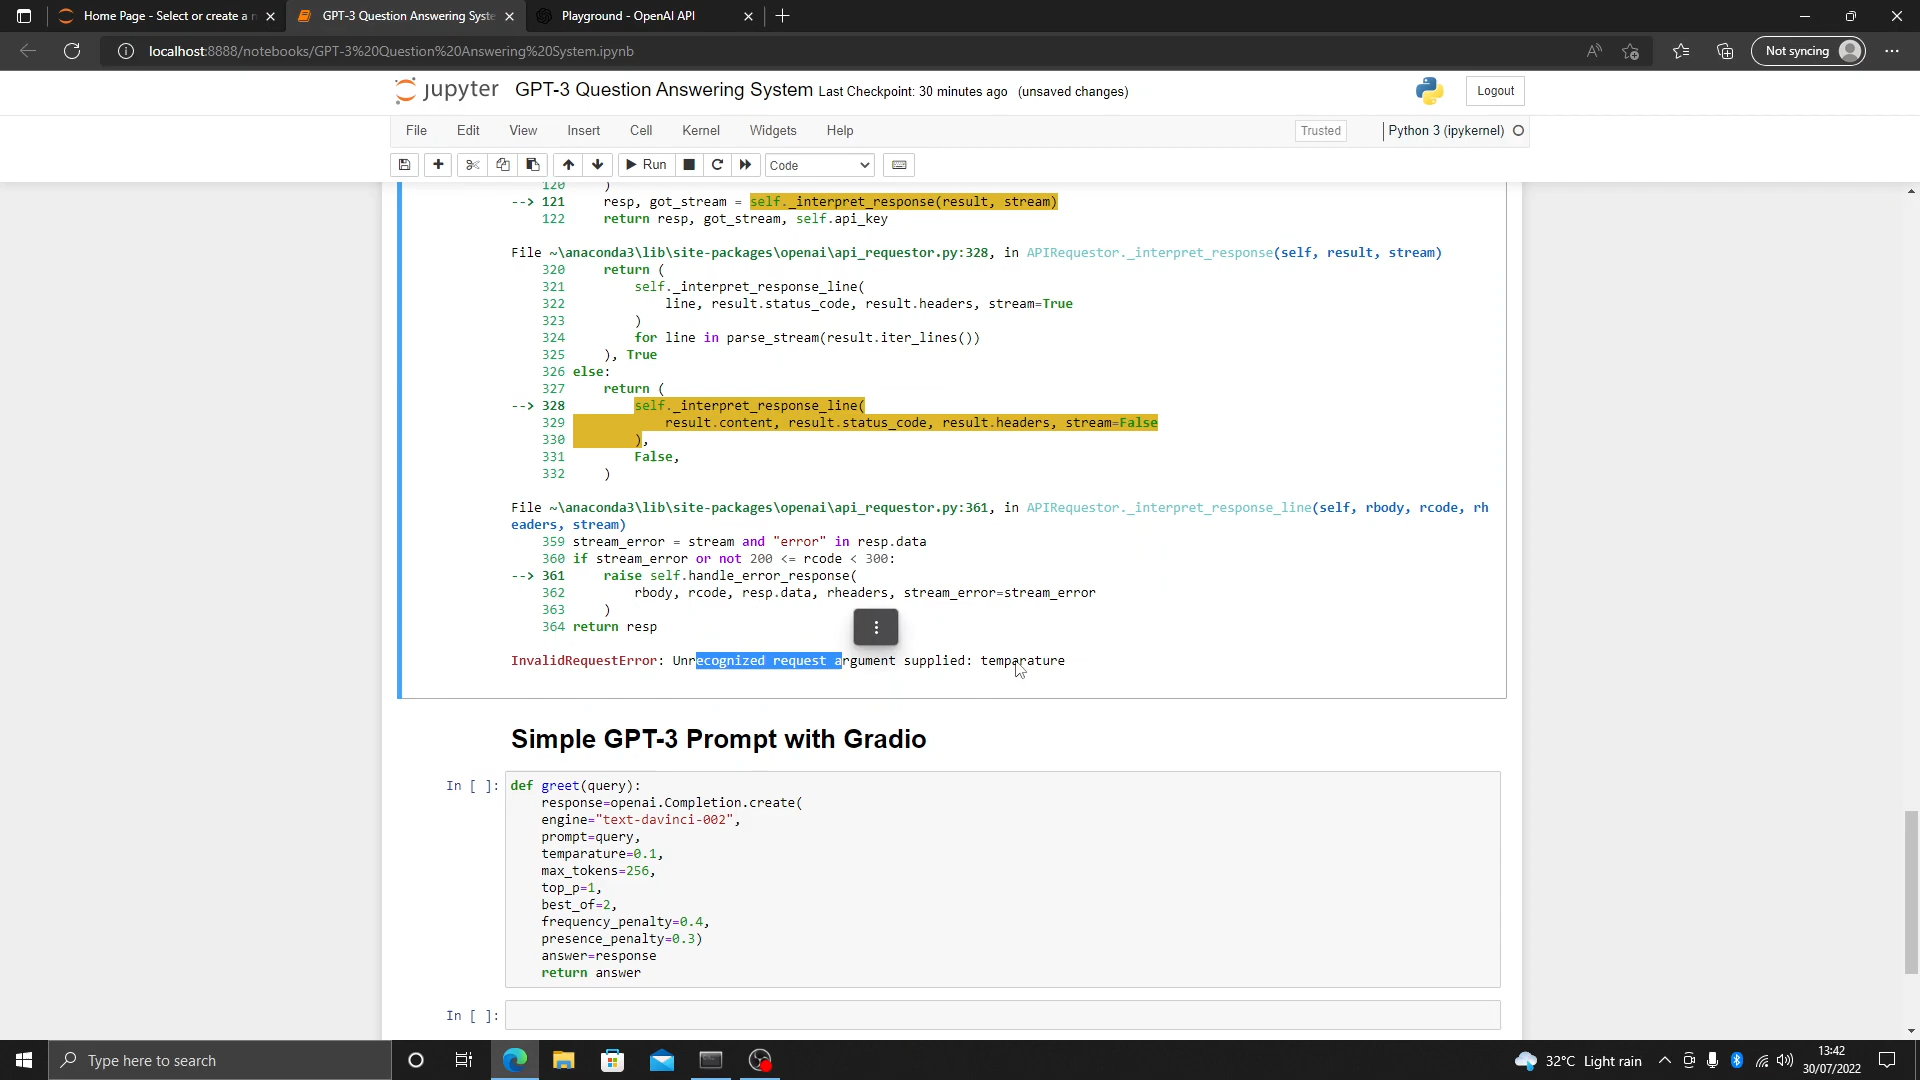 Home Page - Select or create a n
GPT-3 Question Answering Syste
Playground - OpenAI API
localhost:8888/notebooks/GPT-3%20Question%20Answering%20System.ipynb
Not syncing
jupyter GPT-3 Question Answering System Last Checkpoint: 30 minutes ago (unsaved changes)
Logout
File Edit View Insert Cell Kernel Widgets Help
Trusted
Python 3 (ipykernel)
Run
Code
120 )
--> 121 resp, got_stream = self._interpret_response(result, stream)
122 return resp, got_stream, self.api_key
File ~\anaconda3\lib\site-packages\openai\api_requestor.py:328, in APIRequestor._interpret_response(self, result, stream)
320 return (
321 self._interpret_response_line(
322 line, result.status_code, result.headers, stream=True
323 )
324 for line in parse_stream(result.iter_lines())
325 ), True
326 else:
327 return (
--> 328 self._interpret_response_line(
329 result.content, result.status_code, result.headers, stream=False
330 ),
331 False,
332 )
File ~\anaconda3\lib\site-packages\openai\api_requestor.py:361, in APIRequestor._interpret_response_line(self, rbody, rcode, rh
eaders, stream)
359 stream_error = stream and "error" in resp.data
360 if stream_error or not 200 <= rcode < 300:
--> 361 raise self.handle_error_response(
362 rbody, rcode, resp.data, rheaders, stream_error=stream_error
363 )
364 return resp
InvalidRequestError: Unrecognized request argument supplied: temparature
Simple GPT-3 Prompt with Gradio
In [ ]: def greet(query):
response=openai.Completion.create(
engine="text-davinci-002",
prompt=query,
temparature=0.1,
max_tokens=256,
top_p=1,
best_of=2,
frequency_penalty=0.4,
presence_penalty=0.3)
answer=response
return answer
In [ ]:
Type here to search
32°C Light rain
13:42
30/07/2022